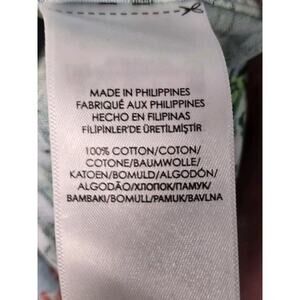 MADE IN PHILIPPINES
FABRIQUÉ AUX PHILIPPINES
HECHO EN FILIPINAS
FİLİPİNLER'DE ÜRETİLMİŞTİR
100% COTTON/COTON/
COTONE/BAUMWOLLE/
KATOEN/BOMULD/ALGODÓN/
ALGODÃO/ХЛОПОК/ПАМУК/
BAMBAKI/BOMULL/PAMUK/BAVLNA